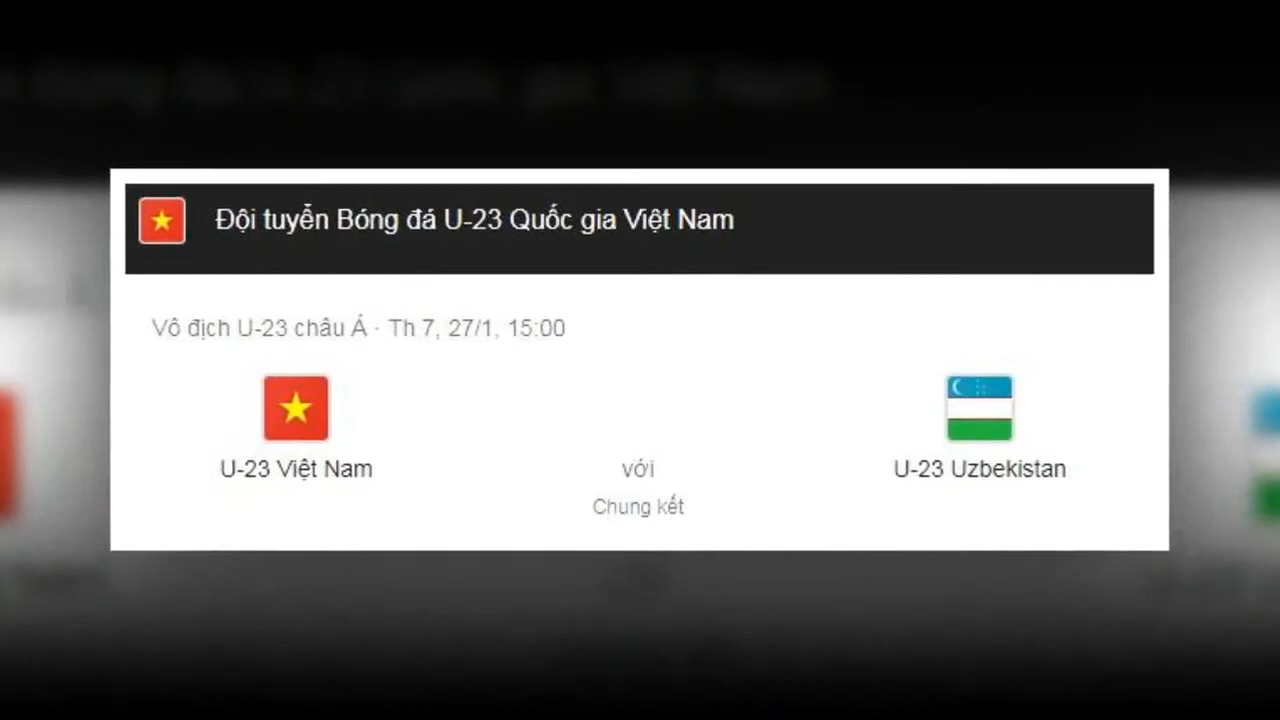 Đội tuyển Bóng đá U-23 Quốc gia Việt Nam
Vô địch U-23 châu Á · Th 7, 27/1, 15:00
U-23 Việt Nam
với
U-23 Uzbekistan
Chung kết